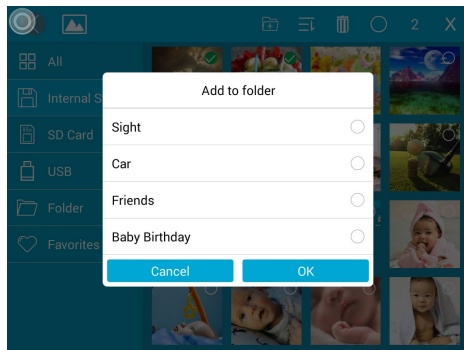 2 X
All
Internal S
SD Card
USB
Folder
Favorites
Add to folder
Sight
Car
Friends
Baby Birthday
Cancel OK